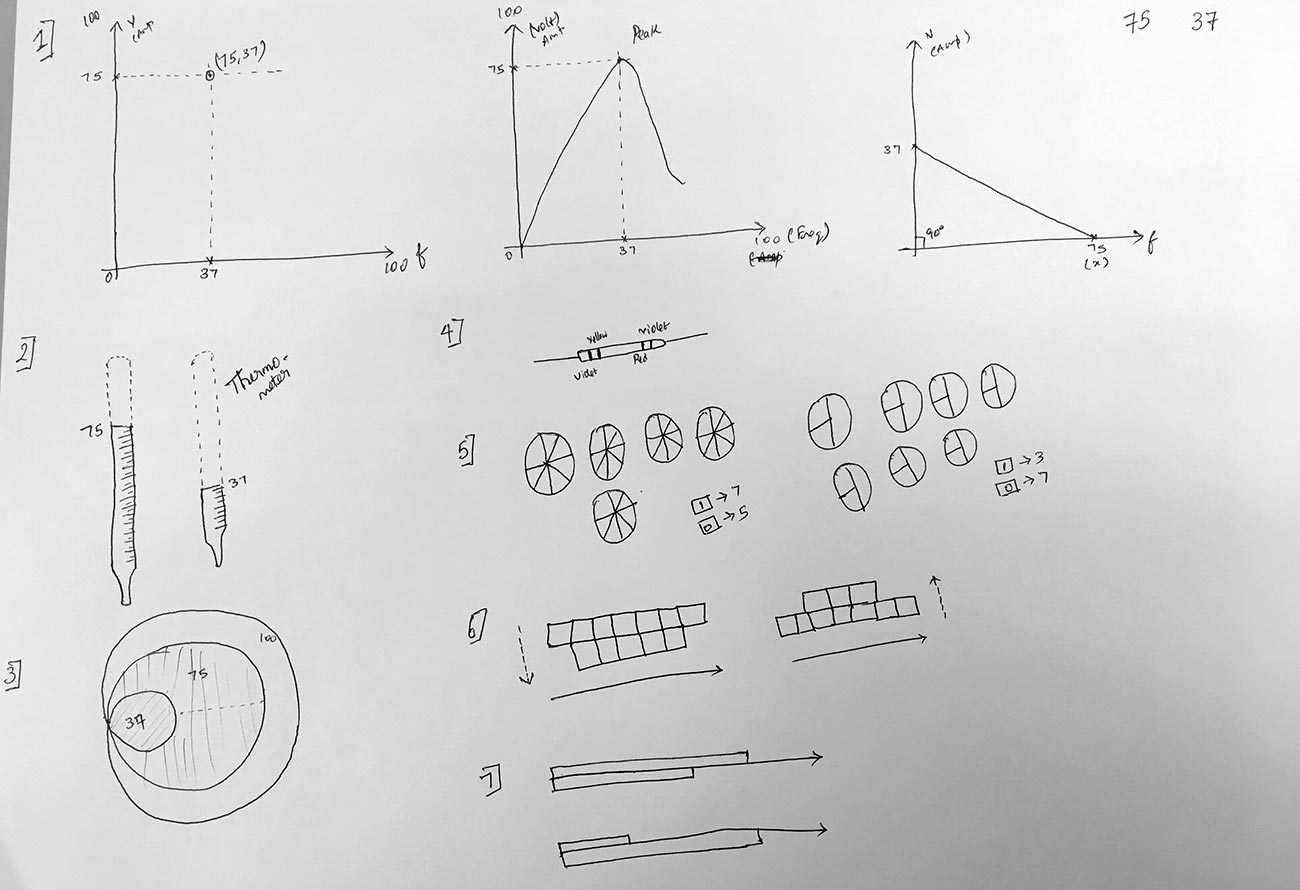 75 37
1]
100
Y
(Amp
75
(75,37)
0
37
100 f
100
(Volt)
Amt
Peak
75
0
37
100 (Freq)
N
(Amp)
37
90°
75
(x)
f
2]
Thermo-
meter
75
37
3]
100
75
37
4]
Yellow
violet
violet
Red
5]
1 → 7
0 → 5
1 → 3
0 → 7
6]
7]